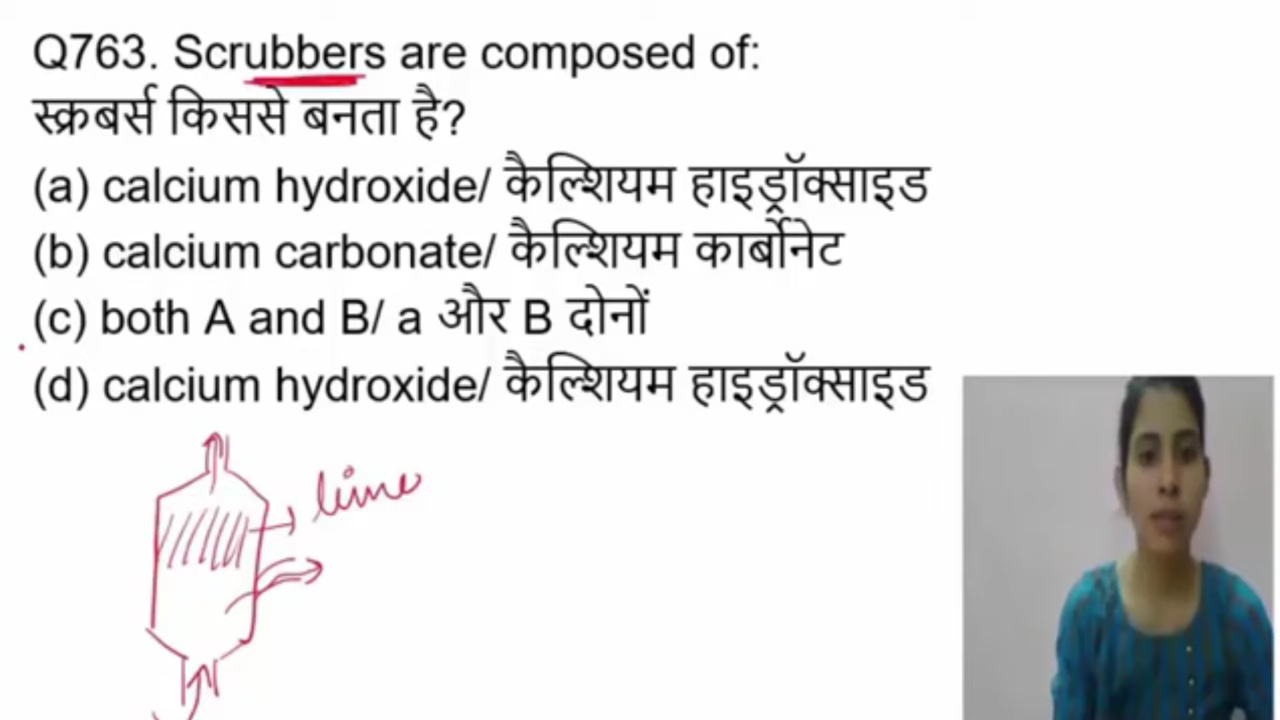 Q763. Scrubbers are composed of:
स्क्रबर्स किससे बनता है?
(a) calcium hydroxide/ कैल्शियम हाइड्रॉक्साइड
(b) calcium carbonate/ कैल्शियम कार्बोनेट
(c) both A and B/ a और B दोनों
(d) calcium hydroxide/ कैल्शियम हाइड्रॉक्साइड
lime